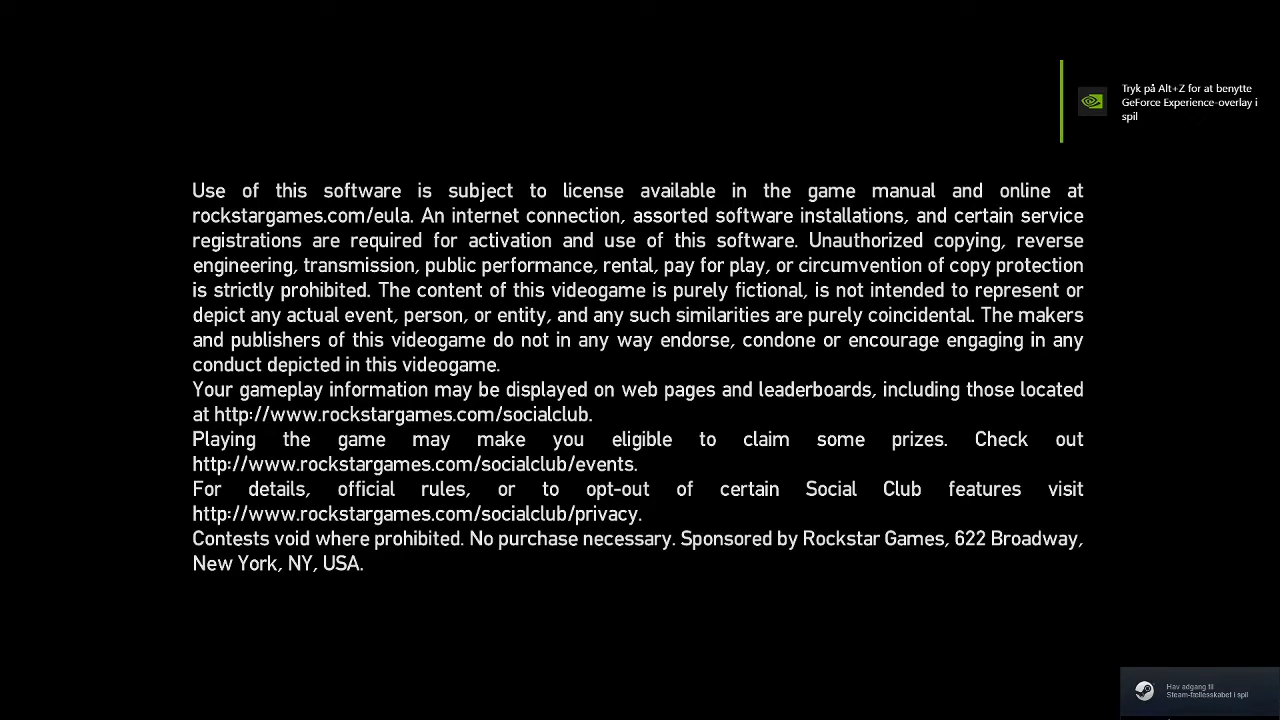 Tryk på Alt+Z for at benytte
GeForce Experience-overlay i
spil
Use of this software is subject to license available in the game manual and online at
rockstargames.com/eula. An internet connection, assorted software installations, and certain service
registrations are required for activation and use of this software. Unauthorized copying, reverse
engineering, transmission, public performance, rental, pay for play, or circumvention of copy protection
is strictly prohibited. The content of this videogame is purely fictional, is not intended to represent or
depict any actual event, person, or entity, and any such similarities are purely coincidental. The makers
and publishers of this videogame do not in any way endorse, condone or encourage engaging in any
conduct depicted in this videogame.
Your gameplay information may be displayed on web pages and leaderboards, including those located
at http://www.rockstargames.com/socialclub.
Playing the game may make you eligible to claim some prizes. Check out
http://www.rockstargames.com/socialclub/events.
For details, official rules, or to opt-out of certain Social Club features visit
http://www.rockstargames.com/socialclub/privacy.
Contests void where prohibited. No purchase necessary. Sponsored by Rockstar Games, 622 Broadway,
New York, NY, USA.
Hav adgang til
Steam-fællesskabet i spil